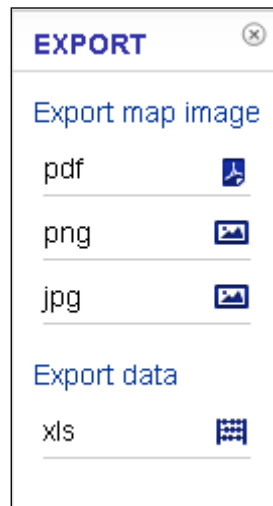 EXPORT
Export map image
pdf
png
jpg
Export data
xls